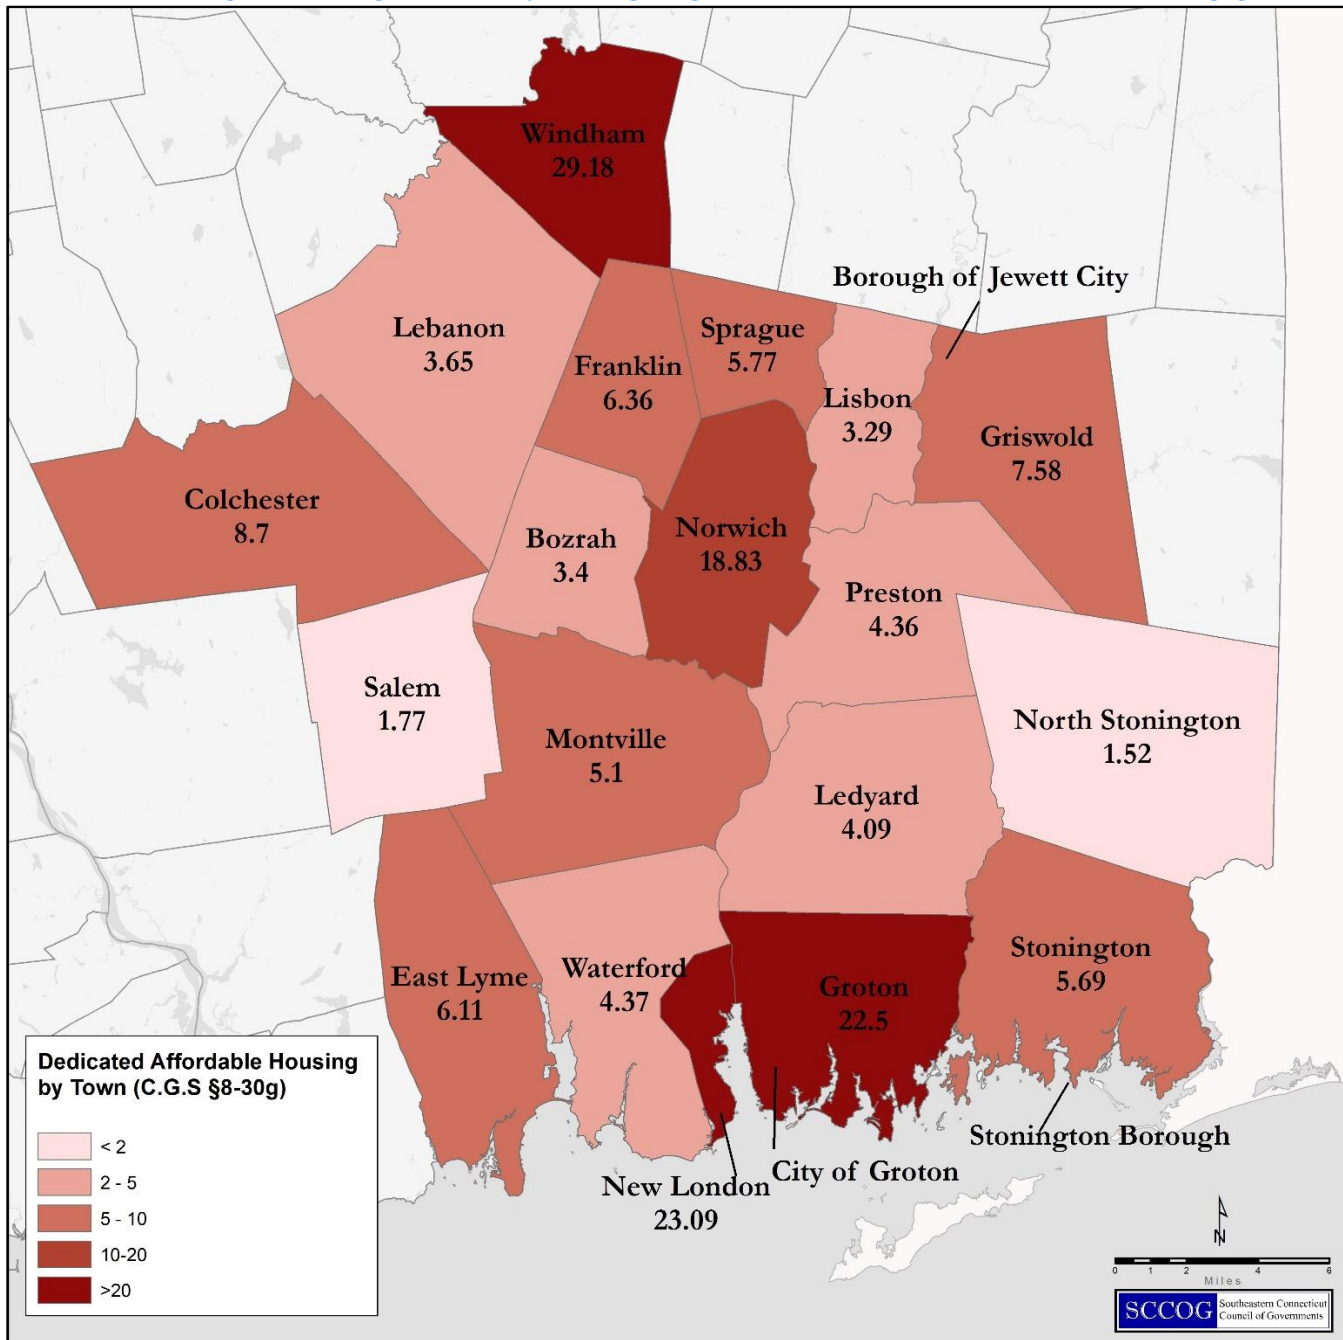 Windham
29.18
Borough of Jewett City
Lebanon
3.65
Sprague
5.77
Franklin
6.36
Lisbon
3.29
Griswold
7.58
Colchester
8.7
Bozrah
3.4
Norwich
18.83
Preston
4.36
Salem
1.77
North Stonington
1.52
Montville
5.1
Ledyard
4.09
Stonington
5.69
East Lyme
6.11
Waterford
4.37
Groton
22.5
Stonington Borough
City of Groton
New London
23.09
Dedicated Affordable Housing
by Town (C.G.S §8-30g)
< 2
2 - 5
5 - 10
10-20
>20
N
0 1 2 4 6
Miles
SCCOG
Southeastern Connecticut
Council of Governments